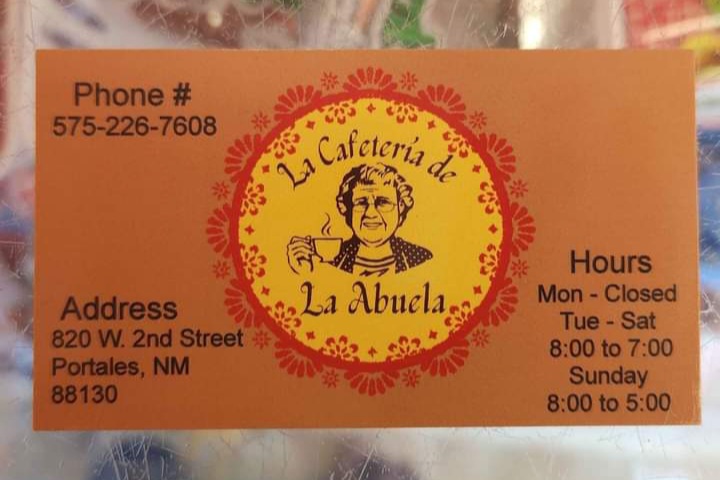 Phone #
575-226-7608
La Cafetería de
La Abuela
Address
820 W. 2nd Street
Portales, NM
88130
Hours
Mon - Closed
Tue - Sat
8:00 to 7:00
Sunday
8:00 to 5:00